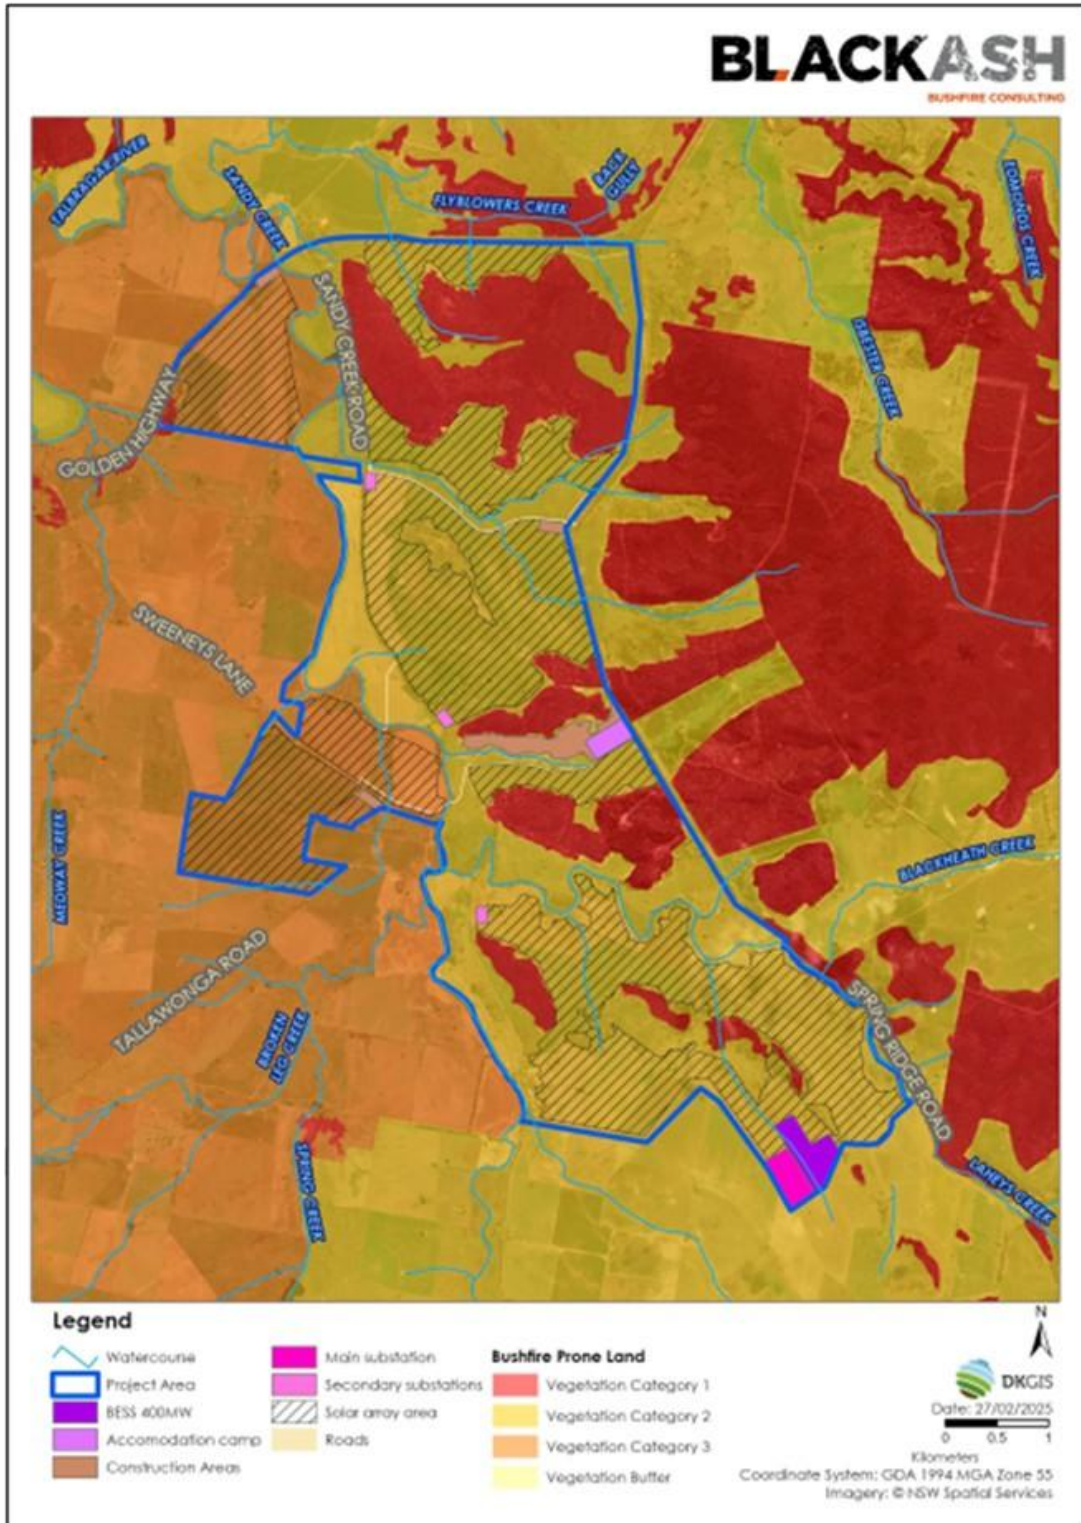 BLACKASH
BUSHFIRE CONSULTING
TALBRAGAR RIVER
SANDY CREEK
FLYBLOWERS CREEK
BACK
GULLY
EDMONDS CREEK
SANDY CREEK ROAD
GOLDEN HIGHWAY
SWEENEYS LANE
MEDWAY CREEK
BLACKHEATH CREEK
TALLAWONGA ROAD
BROKEN
LEG CREEK
SPRING RIDGE ROAD
SPRING CREEK
LAHEYS CREEK
Legend
Watercourse
Project Area
BESS 400MW
Accomodation camp
Construction Areas
Main substation
Secondary substations
Solar array area
Roads
Bushfire Prone Land
Vegetation Category 1
Vegetation Category 2
Vegetation Category 3
Vegetation Buffer
N
DKGIS
Date: 27/02/2025
0 0.5 1
Kilometers
Coordinate System: GDA 1994 MGA Zone 55
Imagery: © NSW Spatial Services